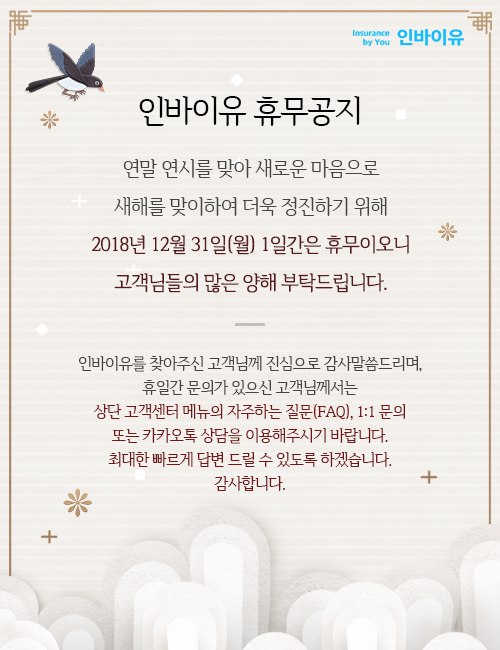 Insurance
by You 인바이유
인바이유 휴무공지
연말 연시를 맞아 새로운 마음으로
새해를 맞이하여 더욱 정진하기 위해
2018년 12월 31일(월) 1일간은 휴무이오니
고객님들의 많은 양해 부탁드립니다.
인바이유를 찾아주신 고객님께 진심으로 감사말씀드리며,
휴일간 문의가 있으신 고객님께서는
상단 고객센터 메뉴의 자주하는 질문(FAQ), 1:1 문의
또는 카카오톡 상담을 이용해주시기 바랍니다.
최대한 빠르게 답변 드릴 수 있도록 하겠습니다.
감사합니다.